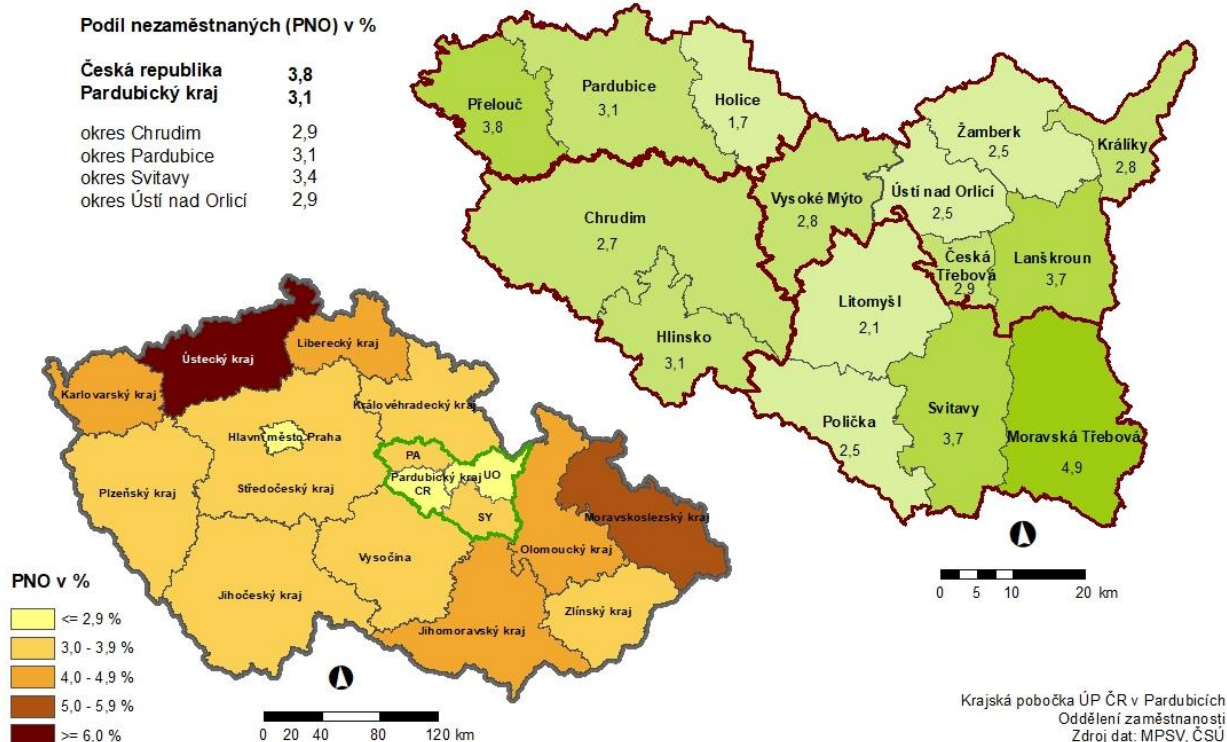 Podíl nezaměstnaných (PNO) v %
Česká republika 3,8
Pardubický kraj 3,1
okres Chrudim 2,9
okres Pardubice 3,1
okres Svitavy 3,4
okres Ústí nad Orlicí 2,9
Přelouč
3,8
Pardubice
3,1
Holice
1,7
Žamberk
2,5
Králíky
2,8
Vysoké Mýto
2,8
Ústí nad Orlicí
2,5
Chrudim
2,7
Česká
Třebová
2,9
Lanškroun
3,7
Litomyšl
2,1
Hlinsko
3,1
Polička
2,5
Svitavy
3,7
Moravská Třebová
4,9
0 5 10 20 km
Ústecký kraj
Liberecký kraj
Karlovarský kraj
Královéhradecký kraj
Hlavní město Praha
PA
Pardubický kraj
UO
CR
Plzeňský kraj
Středočeský kraj
SY
Moravskoslezský kraj
Vysočina
Olomoucký kraj
Jihočeský kraj
Zlínský kraj
Jihomoravský kraj
PNO v %
<= 2,9 %
3,0 - 3,9 %
4,0 - 4,9 %
5,0 - 5,9 %
>= 6,0 %
0 20 40 80 120 km
Krajská pobočka ÚP ČR v Pardubicích
Oddělení zaměstnanosti
Zdroj dat: MPSV, ČSÚ